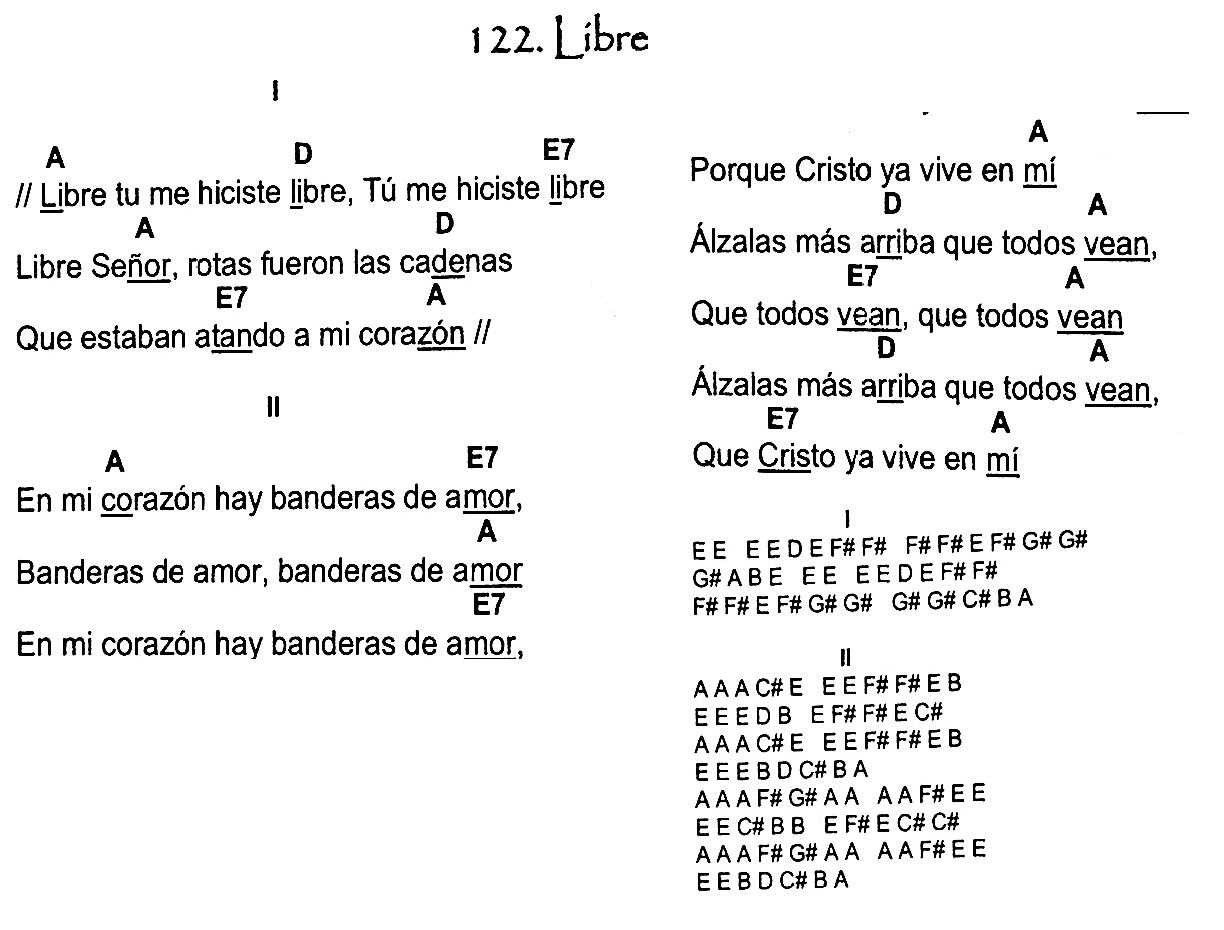 122. Libre
I
A D E7
// Libre tu me hiciste libre, Tú me hiciste libre
A D
Libre Señor, rotas fueron las cadenas
E7 A
Que estaban atando a mi corazón //
II
A E7
En mi corazón hay banderas de amor,
A
Banderas de amor, banderas de amor
E7
En mi corazón hay banderas de amor,
A
Porque Cristo ya vive en mí
D A
Álzalas más arriba que todos vean,
E7 A
Que todos vean, que todos vean
D A
Álzalas más arriba que todos vean,
E7 A
Que Cristo ya vive en mí
I
E E E E D E F# F# F# F# E F# G# G#
G# A B E E E E E D E F# F#
F# F# E F# G# G# G# G# C# B A
II
A A A C# E E E F# F# E B
E E E D B E F# F# E C#
A A A C# E E E F# F# E B
E E E B D C# B A
A A A F# G# A A A A F# E E
E E C# B B E F# E C# C#
A A A F# G# A A A A F# E E
E E B D C# B A